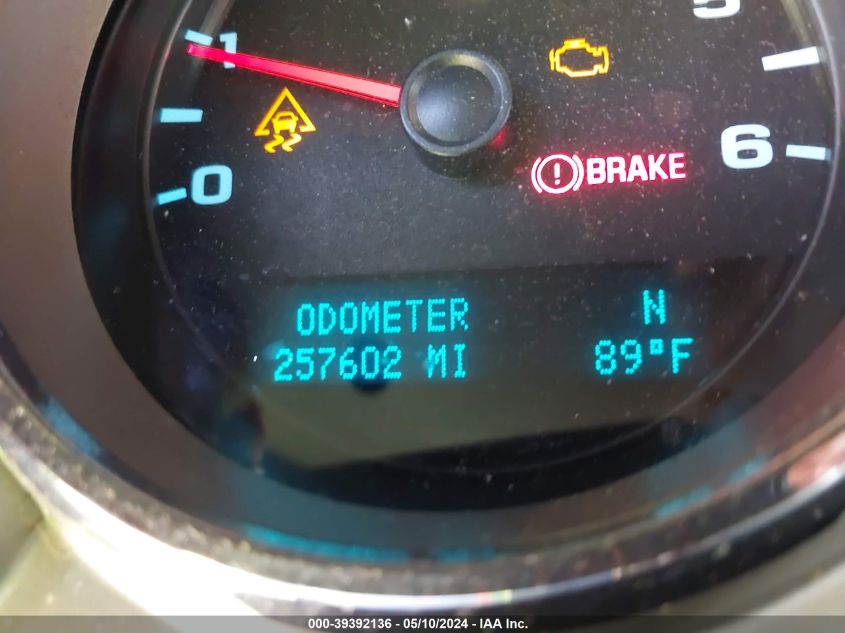 5
1
0
6
BRAKE
ODOMETER N
257602 MI 89°F
000-39392136 - 05/10/2024 - IAA Inc.